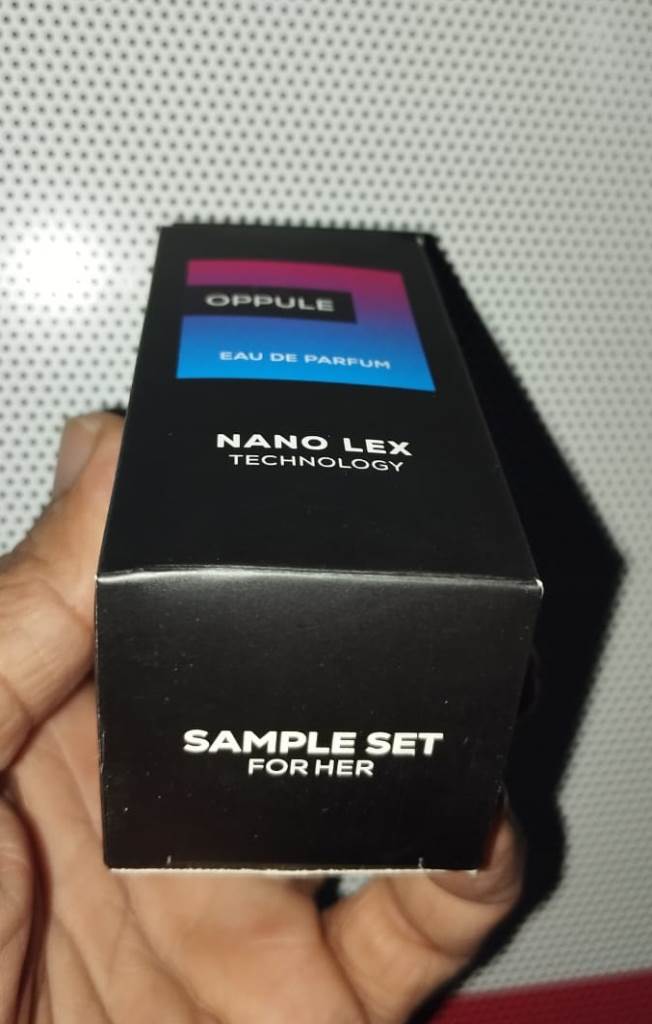 OPPULE
EAU DE PARFUM
NANO LEX
TECHNOLOGY
SAMPLE SET
FOR HER